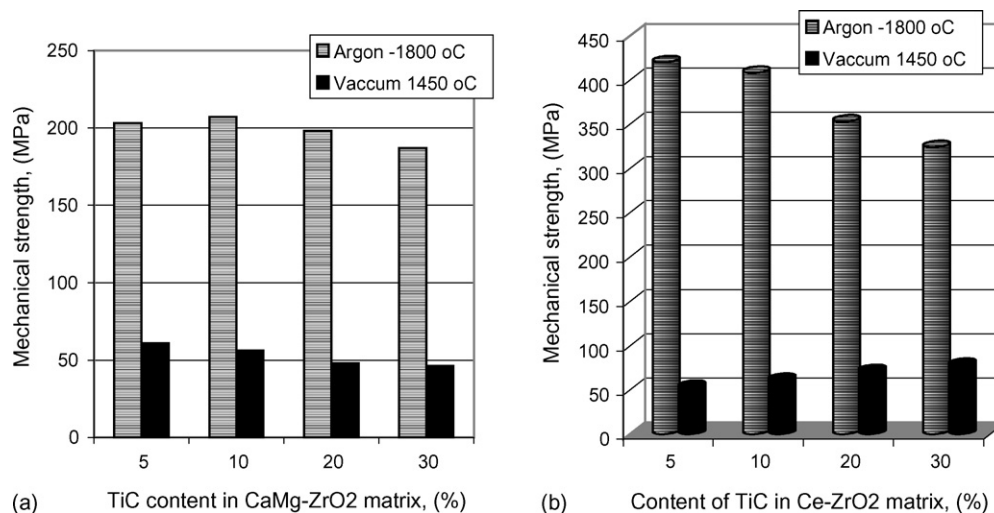 250
200
150
100
50
0
Mechanical strength, (MPa)
Argon -1800 oC
Vaccum 1450 oC
5 10 20 30
(a) TiC content in CaMg-ZrO2 matrix, (%)
450
400
350
300
250
200
150
100
50
0
Mechanical strength, (MPa)
Argon -1800 oC
Vaccum 1450 oC
5 10 20 30
(b) Content of TiC in Ce-ZrO2 matrix, (%)